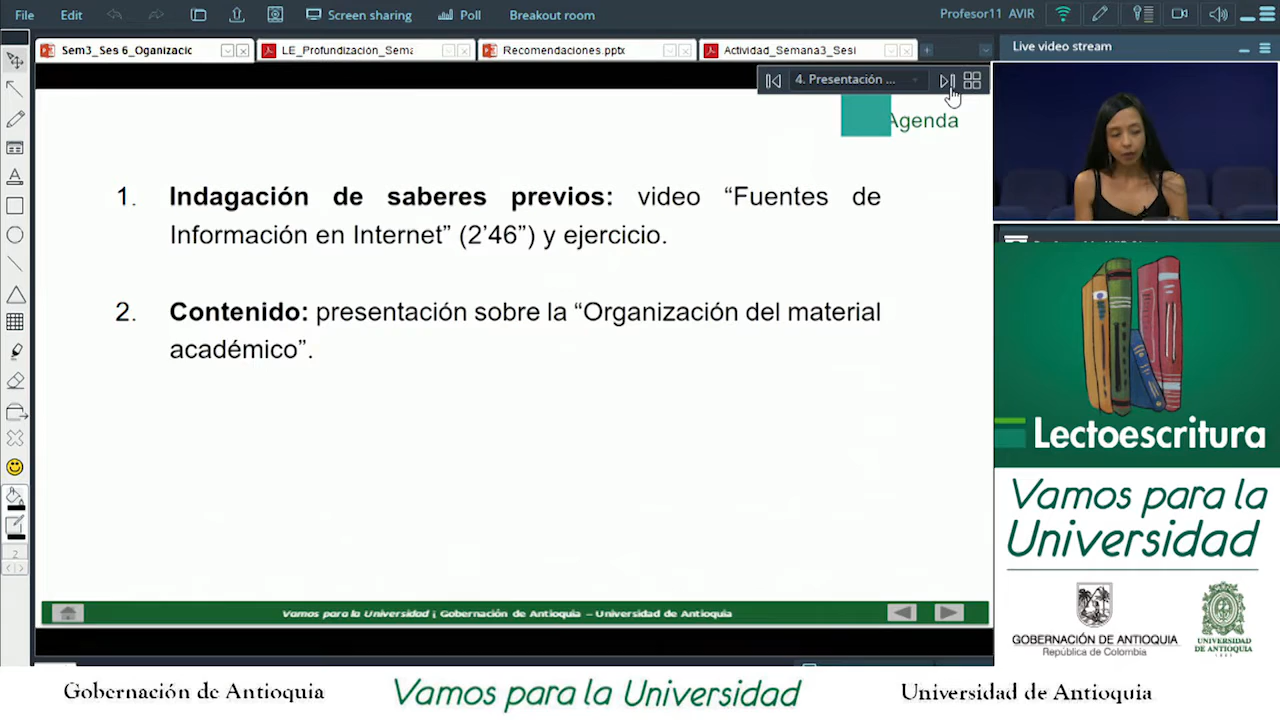 File Edit Screen sharing Poll Breakout room Profesor11 AVIR
Sem3_Ses 6_Oganizacic LE_Profundizacion_Sema Recomendaciones.pptx Actividad_Semana3_Sesi
Live video stream
4. Presentación ...
Agenda
1. Indagación de saberes previos: video “Fuentes de
Información en Internet” (2’46”) y ejercicio.
2. Contenido: presentación sobre la “Organización del material
académico”.
Vamos para la Universidad ¡ Gobernación de Antioquia – Universidad de Antioquia
2
Lectoescritura
Vamos para la
Universidad
GOBERNACIÓN DE ANTIOQUIA
República de Colombia
UNIVERSIDAD
DE ANTIOQUIA
Gobernación de Antioquia Vamos para la Universidad Universidad de Antioquia